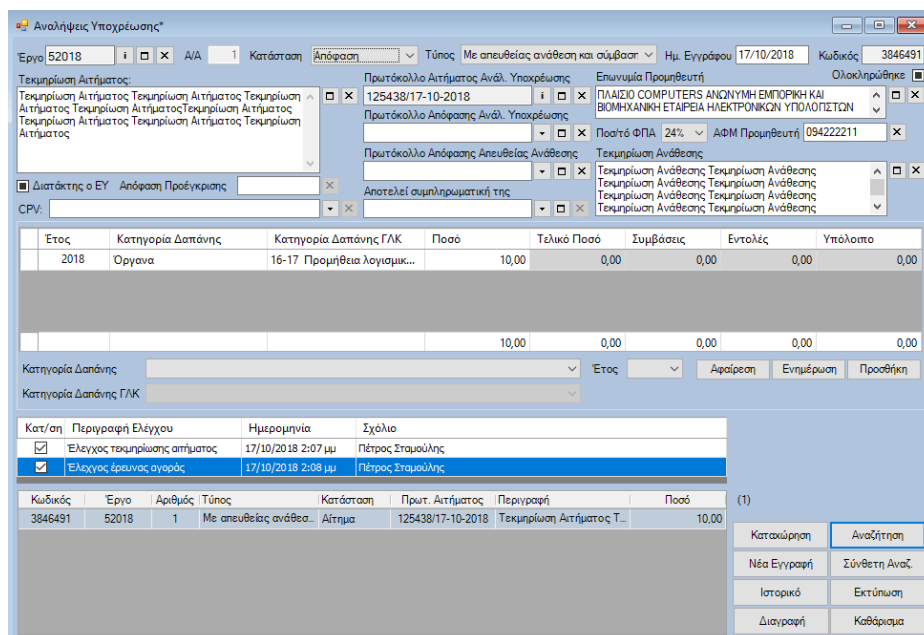 Αναλήψεις Υποχρέωσης*
Έργο 52018 i Α/Α 1 Κατάσταση Απόφαση Τύπος Με απευθείας ανάθεση και σύμβαση Ημ. Εγγράφου 17/10/2018 Κωδικός 3846491
Τεκμηρίωση Αιτήματος: Πρωτόκολλο Αιτήματος Ανάλ. Υποχρέωσης Επωνυμία Προμηθευτή Ολοκληρώθηκε
Τεκμηρίωση Αιτήματος Τεκμηρίωση Αιτήματος Τεκμηρίωση
Αιτήματος ΤεκμηρίωσηΑιτήματοςΤεκμηρίωση Αιτήματος
Τεκμηρίωση Αιτήματος Τεκμηρίωση Αιτήματος Τεκμηρίωση
Αιτήματος
125438/17-10-2018 i
ΠΛΑΙΣΙΟ COMPUTERS ΑΝΩΝΥΜΗ ΕΜΠΟΡΙΚΗ ΚΑΙ
ΒΙΟΜΗΧΑΝΙΚΗ ΕΤΑΙΡΕΙΑ ΗΛΕΚΤΡΟΝΙΚΩΝ ΥΠΟΛΟΓΙΣΤΩΝ
Πρωτόκολλο Απόφασης Ανάλ. Υποχρέωσης
Ποσ/τό ΦΠΑ 24% ΑΦΜ Προμηθευτή 094222211
Πρωτόκολλο Απόφασης Απευθείας Ανάθεσης Τεκμηρίωση Ανάθεσης
Τεκμηρίωση Ανάθεσης Τεκμηρίωση Ανάθεσης
Τεκμηρίωση Ανάθεσης Τεκμηρίωση Ανάθεσης
Τεκμηρίωση Ανάθεσης Τεκμηρίωση Ανάθεσης
Τεκμηρίωση Ανάθεσης Τεκμηρίωση Ανάθεσης
Διατάκτης ο ΕΥ Απόφαση Προέγκρισης Αποτελεί συμπληρωματική της
CPV:
Έτος Κατηγορία Δαπάνης Κατηγορία Δαπάνης ΓΛΚ Ποσό Τελικό Ποσό Συμβάσεις Εντολές Υπόλοιπο
2018 Όργανα 16-17 Προμήθεια λογισμικ... 10,00 0,00 0,00 0,00 0,00
10,00 0,00 0,00 0,00 0,00
Κατηγορία Δαπάνης Έτος Αφαίρεση Ενημέρωση Προσθήκη
Κατηγορία Δαπάνης ΓΛΚ
Κατ/ση Περιγραφή Ελέγχου Ημερομηνία Σχόλιο
Έλεγχος τεκμηρίωσης αιτήματος 17/10/2018 2:07 μμ Πέτρος Σταμούλης
Έλεγχος έρευνας αγοράς 17/10/2018 2:08 μμ Πέτρος Σταμούλης
Κωδικός Έργο Αριθμός Τύπος Κατάσταση Πρωτ. Αιτήματος Περιγραφή Ποσό (1)
3846491 52018 1 Με απευθείας ανάθεσ... Αίτημα 125438/17-10-2018 Τεκμηρίωση Αιτήματος Τ... 10,00
Καταχώρηση Αναζήτηση
Νέα Εγγραφή Σύνθετη Αναζ.
Ιστορικό Εκτύπωση
Διαγραφή Καθάρισμα